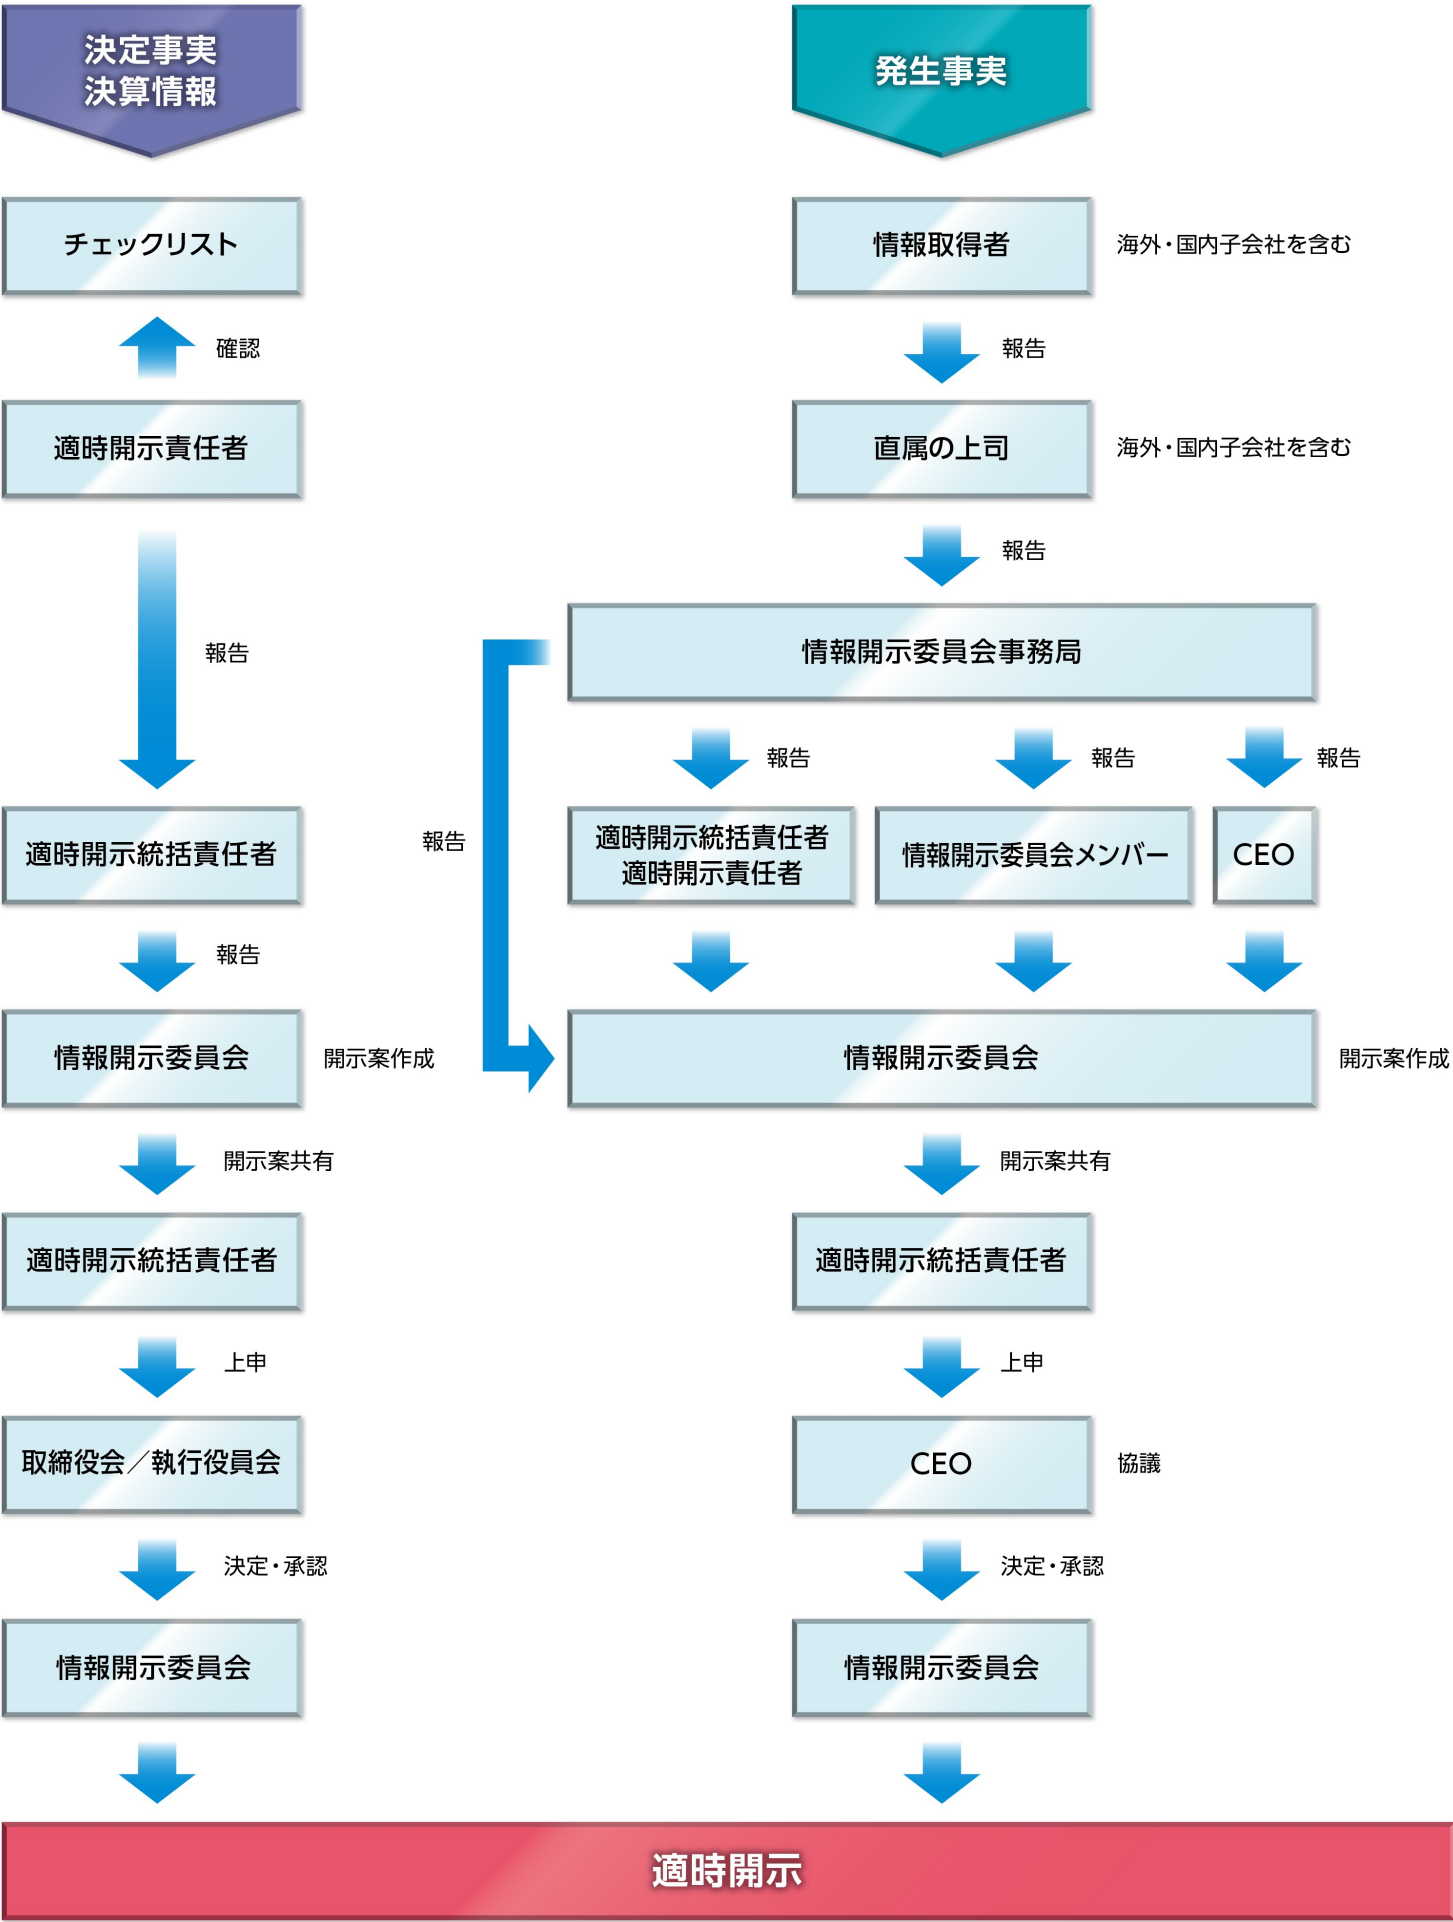 決定事実
決算情報
チェックリスト
確認
適時開示責任者
報告
適時開示統括責任者
報告
情報開示委員会
開示案作成
開示案共有
適時開示統括責任者
上申
取締役会／執行役員会
決定・承認
情報開示委員会
発生事実
情報取得者
海外・国内子会社を含む
報告
直属の上司
海外・国内子会社を含む
報告
情報開示委員会事務局
報告
報告
報告
報告
適時開示統括責任者
適時開示責任者
情報開示委員会メンバー
CEO
情報開示委員会
開示案作成
開示案共有
適時開示統括責任者
上申
CEO
協議
決定・承認
情報開示委員会
適時開示